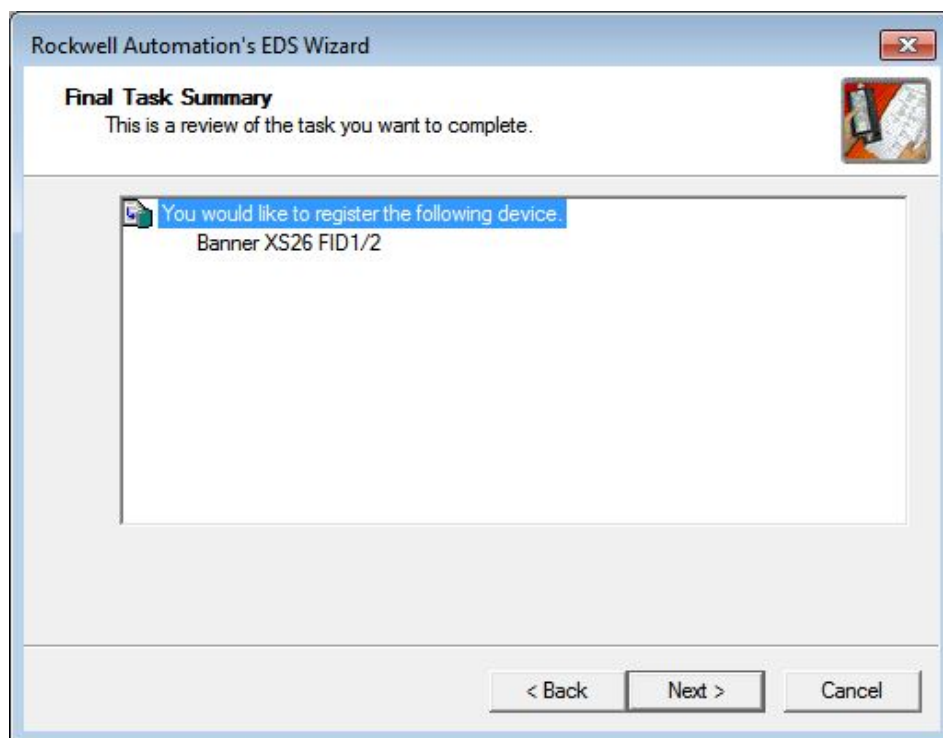 Rockwell Automation's EDS Wizard
Final Task Summary
This is a review of the task you want to complete.
You would like to register the following device.
Banner XS26 FID1/2
< Back
Next >
Cancel